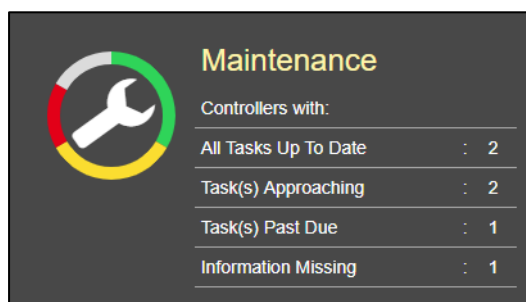 Maintenance
Controllers with:
All Tasks Up To Date : 2
Task(s) Approaching : 2
Task(s) Past Due : 1
Information Missing : 1